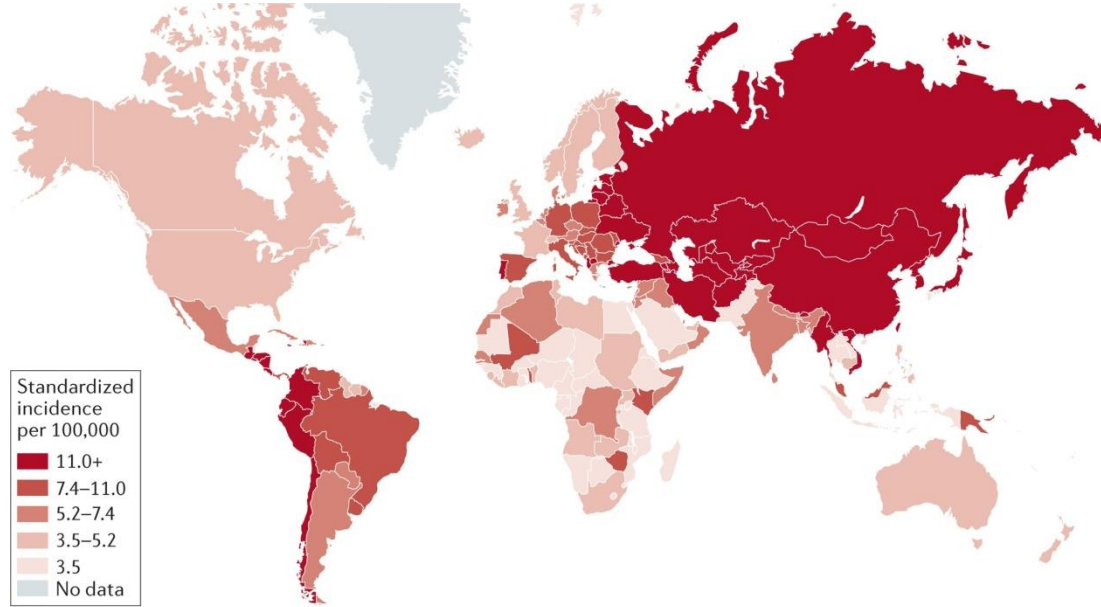 Standardized
incidence
per 100,000
11.0+
7.4–11.0
5.2–7.4
3.5–5.2
3.5
No data